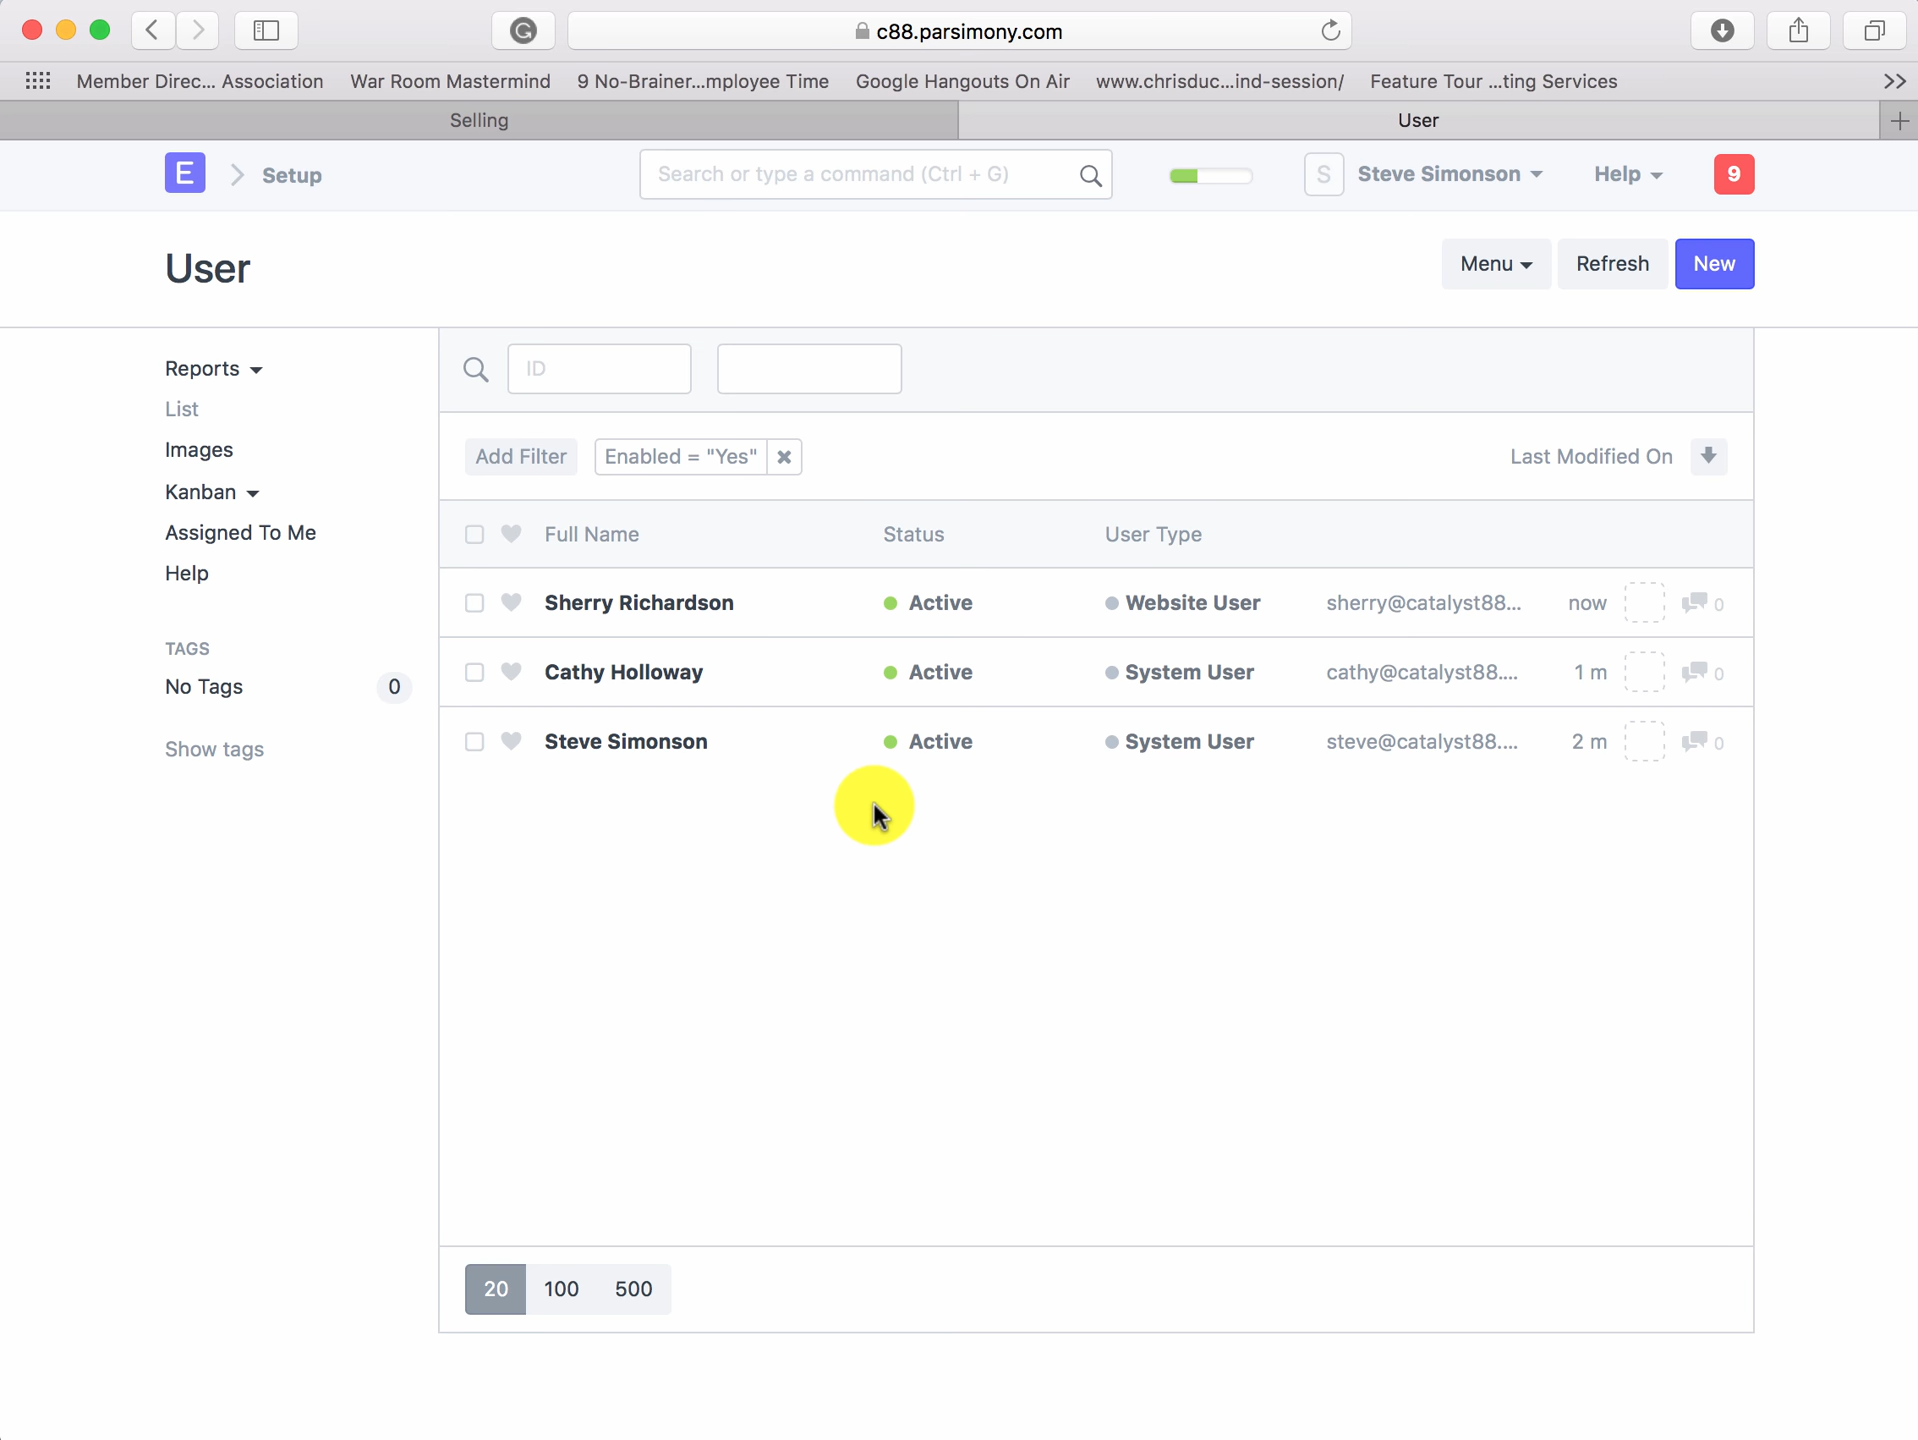 c88.parsimony.com
Member Direc... Association War Room Mastermind 9 No-Brainer...mployee Time Google Hangouts On Air www.chrisduc...ind-session/ Feature Tour ...ting Services
Selling User
E Setup Search or type a command (Ctrl + G) S Steve Simonson Help 9
User Menu Refresh New
Reports ID
List
Images Add Filter Enabled = "Yes" Last Modified On
Kanban
Assigned To Me Full Name Status User Type
Help
Sherry Richardson Active Website User sherry@catalyst88... now 0
TAGS
No Tags 0
Cathy Holloway Active System User cathy@catalyst88.... 1 m 0
Show tags
Steve Simonson Active System User steve@catalyst88.... 2 m 0
20 100 500